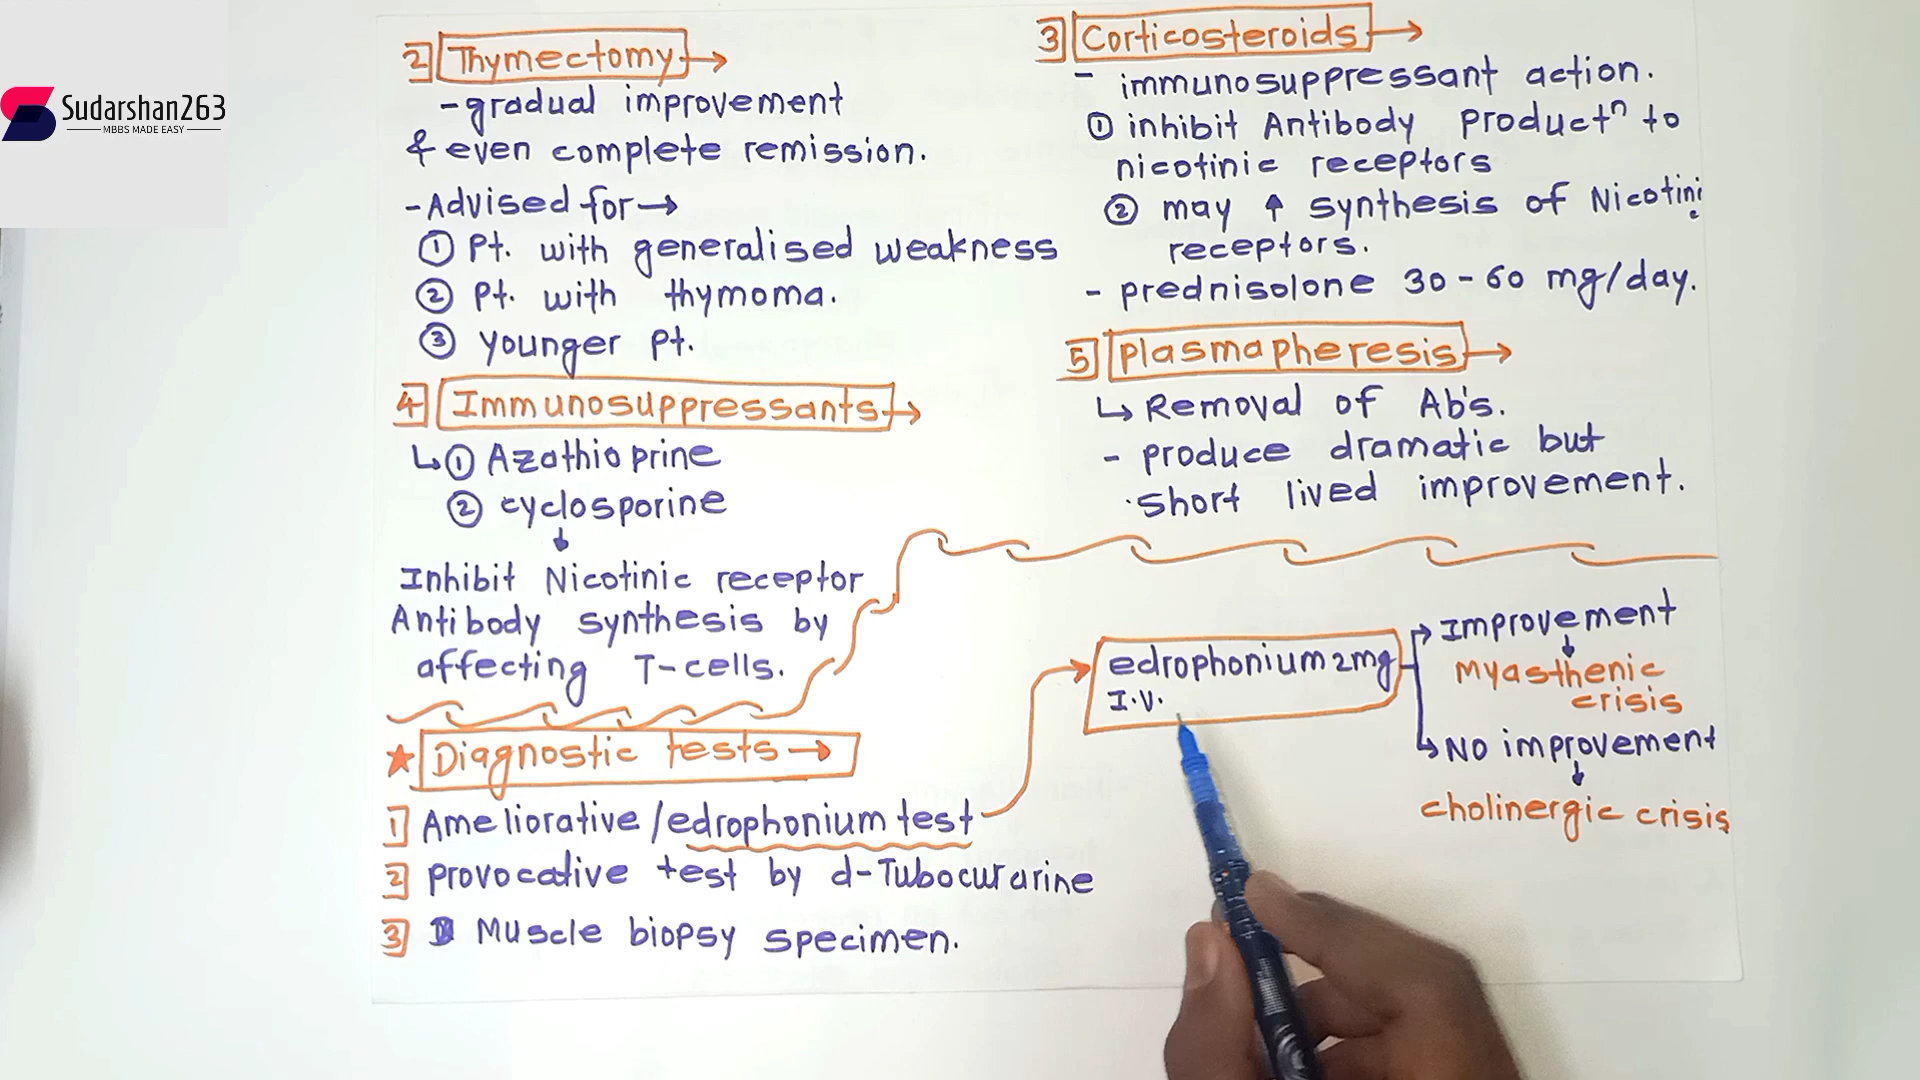 Sudarshan263
MBBS MADE EASY
2 Thymectomy →
- gradual improvement
& even complete remission.
- Advised for →
① Pt. with generalised weakness
② Pt. with thymoma.
③ younger Pt.
4 Immunosuppressants →
↳ ① Azathioprine
② cyclosporine
↓
Inhibit Nicotinic receptor
Antibody synthesis by
affecting T-cells.
3 Corticosteroids →
- immunosuppressant action.
① inhibit Antibody Productⁿ to
nicotinic receptors
② may ↑ synthesis of Nicotinic
receptors.
- prednisolone 30-60 mg/day.
5 plasmapheresis →
↳ Removal of Ab's.
- produce dramatic but
short lived improvement.
★ Diagnostic tests →
1 Ameliorative/edrophonium test
2 provocative test by d-Tubocurarine
3 Muscle biopsy specimen.
edrophonium 2mg
I.V.
Improvement
↓
Myasthenic
crisis
No improvement
↓
cholinergic crisis